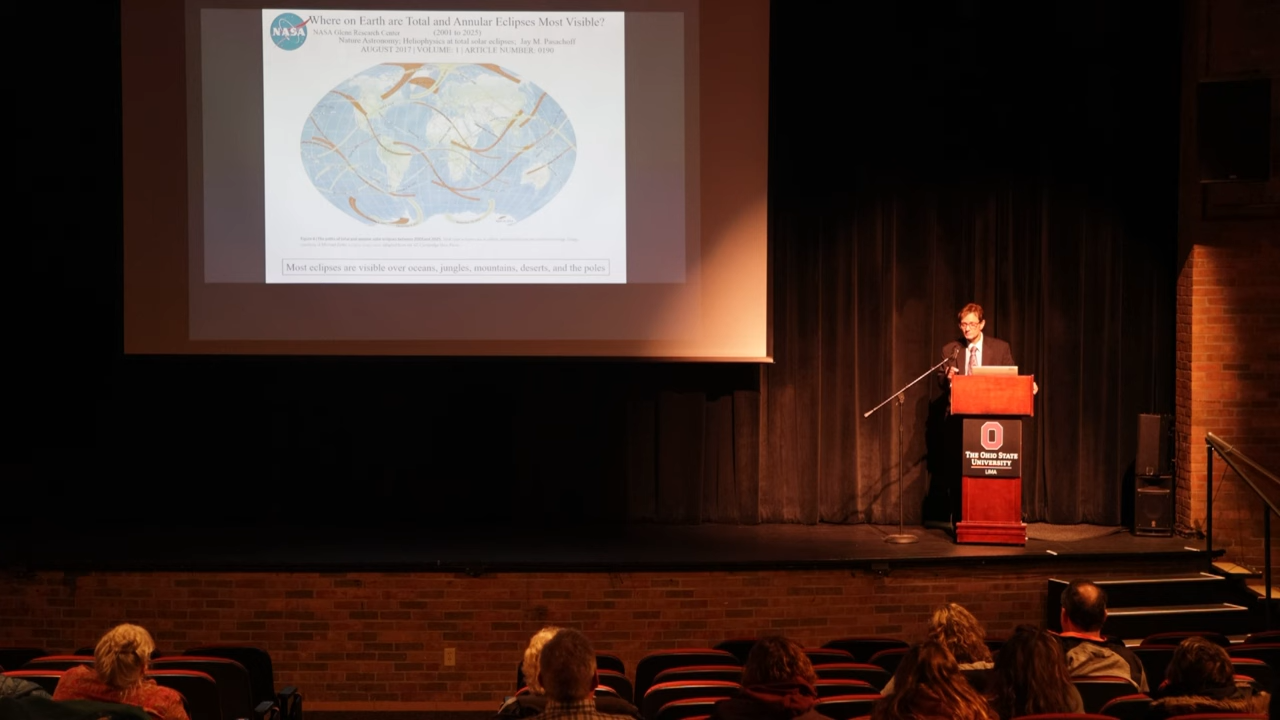 NASA
Where on Earth are Total and Annular Eclipses Most Visible?
NASA Glenn Research Center (2001 to 2025)
Nature Astronomy: Heliophysics at total solar eclipses; Jay M. Pasachoff
AUGUST 2017 | VOLUME: 1 | ARTICLE NUMBER: 0190
Most eclipses are visible over oceans, jungles, mountains, deserts, and the poles
O
THE OHIO STATE
UNIVERSITY
LIMA